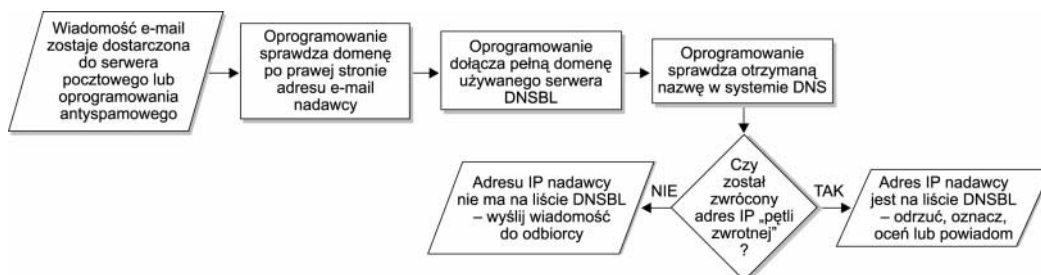 Wiadomość e-mail
zostaje dostarczona
do serwera
pocztowego lub
oprogramowania
antyspamowego
Oprogramowanie
sprawdza domenę
po prawej stronie
adresu e-mail
nadawcy
Oprogramowanie
dołącza pełną domenę
używanego serwera
DNSBL
Oprogramowanie
sprawdza otrzymaną
nazwę w systemie DNS
Adresu IP nadawcy
nie ma na liście DNSBL
– wyślij wiadomość
do odbiorcy
NIE
Czy
został
zwrócony
adres IP „pętli
zwrotnej”
?
TAK
Adres IP nadawcy
jest na liście DNSBL
– odrzuć, oznacz,
oceń lub powiadom